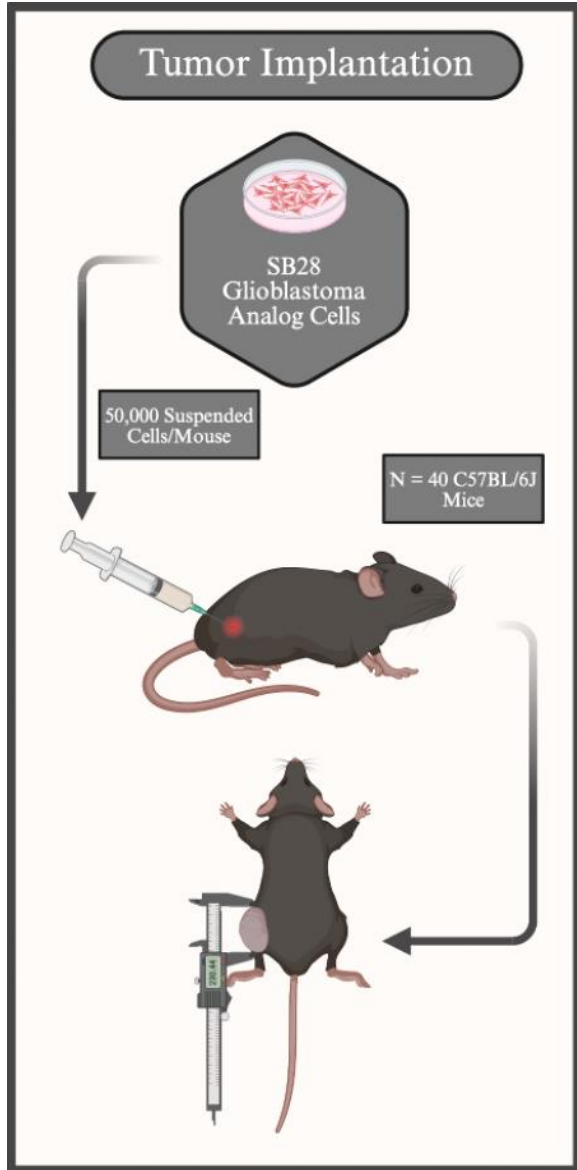 Tumor Implantation
SB28
Glioblastoma
Analog Cells
50,000 Suspended
Cells/Mouse
N = 40 C57BL/6J
Mice